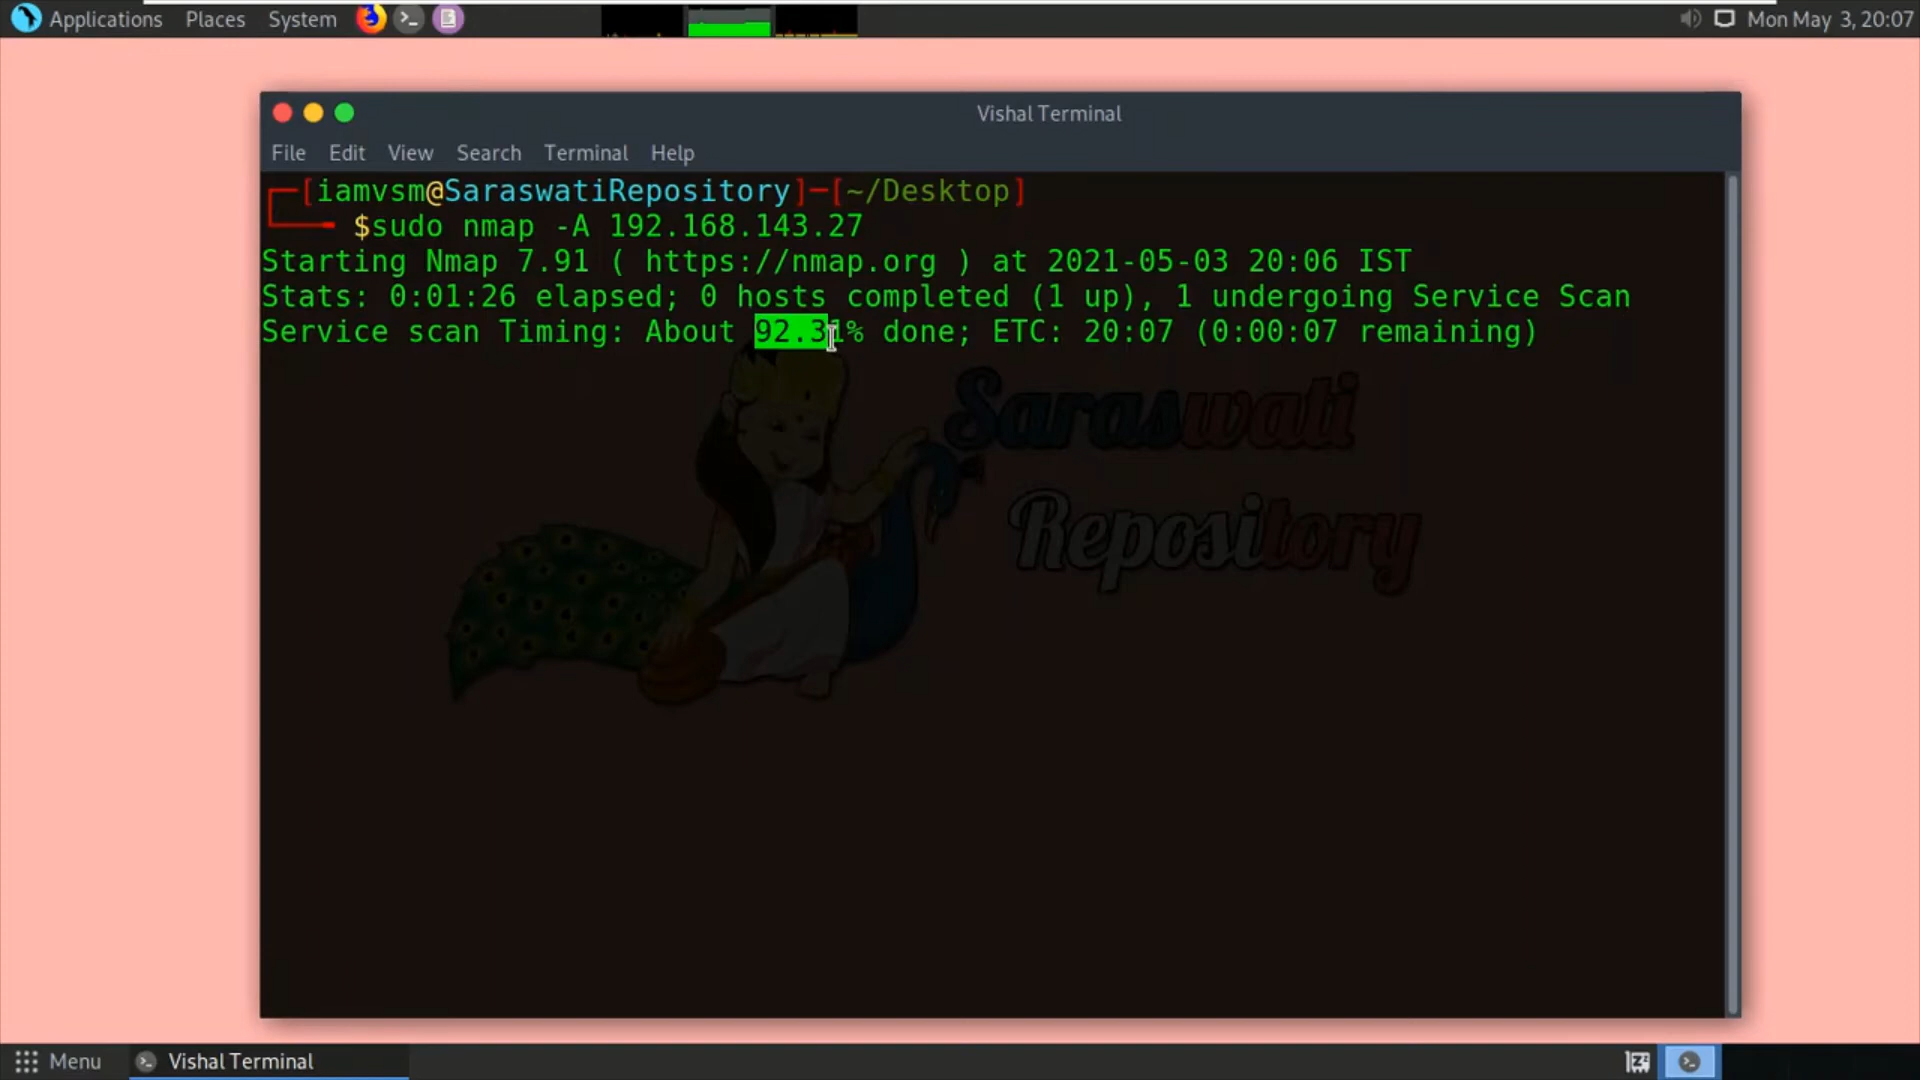 Applications Places System Mon May 3, 20:07
Vishal Terminal
File Edit View Search Terminal Help
[iamvsm@SaraswatiRepository]─[~/Desktop]
$sudo nmap -A 192.168.143.27
Starting Nmap 7.91 ( https://nmap.org ) at 2021-05-03 20:06 IST
Stats: 0:01:26 elapsed; 0 hosts completed (1 up), 1 undergoing Service Scan
Service scan Timing: About 92.31% done; ETC: 20:07 (0:00:07 remaining)
Saraswati
Repository
Menu Vishal Terminal